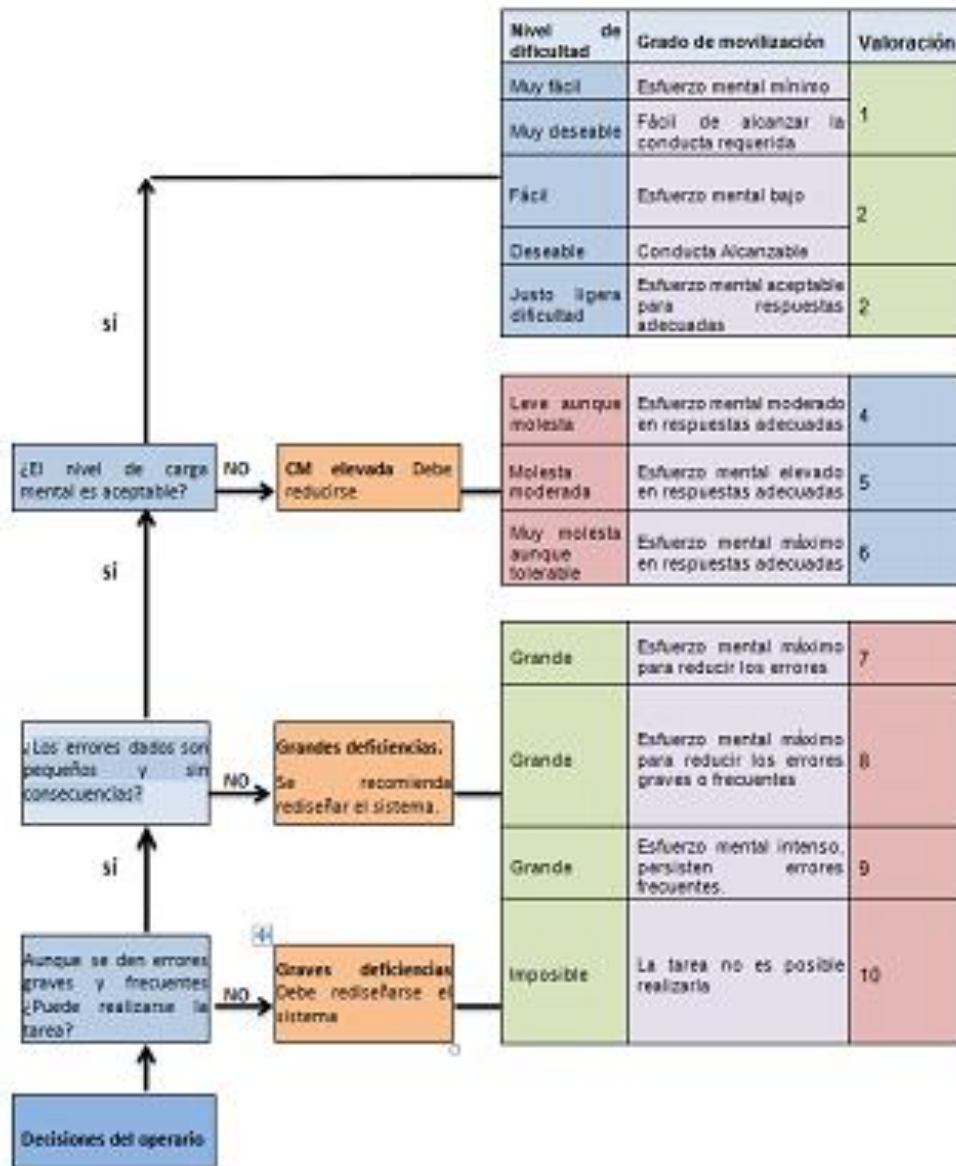 Nivel de
dificultad
Grado de movilización
Valoración
Muy fácil
Esfuerzo mental mínimo
1
Muy deseable
Fácil de alcanzar la
conducta requerida
Fácil
Esfuerzo mental bajo
2
Deseable
Conducta Alcanzable
Justo ligera
dificultad
Esfuerzo mental aceptable
para respuestas
adecuadas
2
SÍ
Leve aunque
molesta
Esfuerzo mental moderado
en respuestas adecuadas
4
¿El nivel de carga
mental es aceptable?
NO
CM elevada Debe
reducirse
Molesta
moderada
Esfuerzo mental elevado
en respuestas adecuadas
5
Muy molesta
aunque
tolerable
Esfuerzo mental máximo
en respuestas adecuadas
6
SÍ
Grande
Esfuerzo mental máximo
para reducir los errores
7
¿Los errores dados son
pequeños y sin
consecuencias?
NO
Grandes deficiencias.
Se recomienda
rediseñar el sistema.
Grande
Esfuerzo mental máximo
para reducir los errores
graves o frecuentes
8
SÍ
Grande
Esfuerzo mental intenso,
persisten errores
frecuentes.
9
Aunque se den errores
graves y frecuentes
¿Puede realizarse la
tarea?
NO
Graves deficiencias
Debe rediseñarse el
sistema
Imposible
La tarea no es posible
realizarla
10
Decisiones del operario